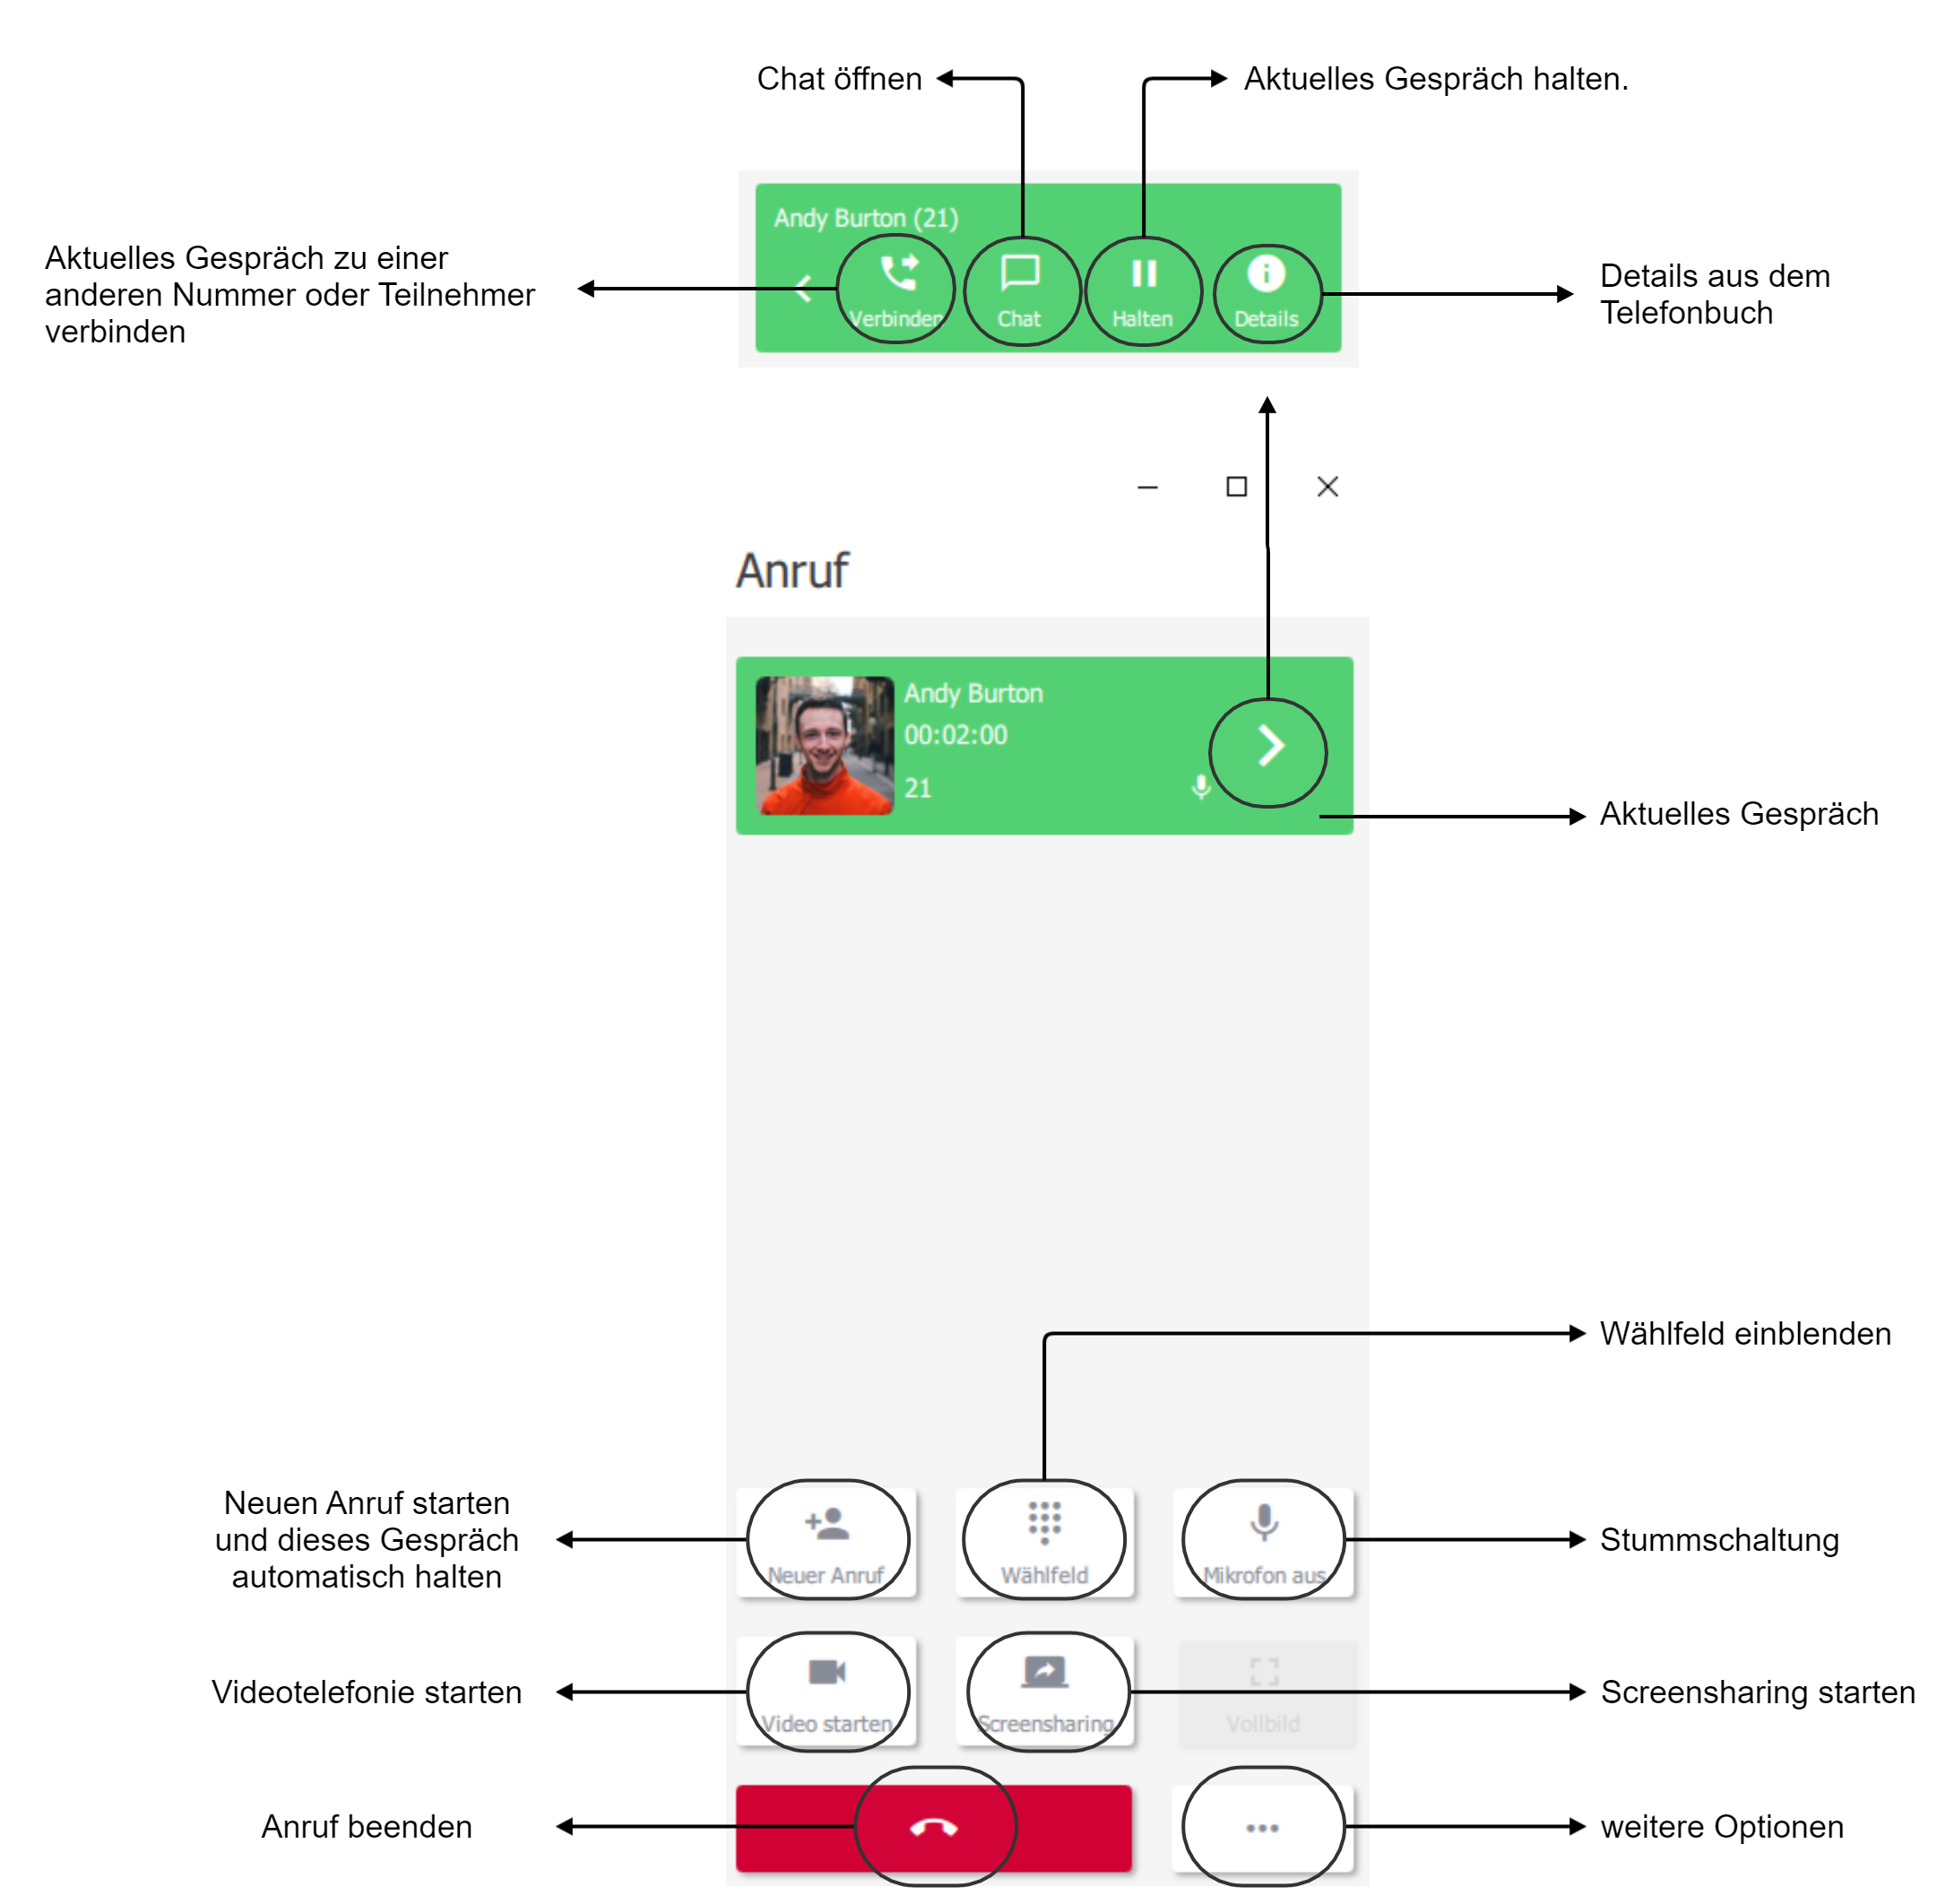 Chat öffnen
Aktuelles Gespräch halten.
Andy Burton (21)
Aktuelles Gespräch zu einer
anderen Nummer oder Teilnehmer
verbinden
Verbinden
Chat
Halten
Details
Details aus dem
Telefonbuch
Anruf
Andy Burton
00:02:00
21
Aktuelles Gespräch
Wählfeld einblenden
Neuen Anruf starten
und dieses Gespräch
automatisch halten
Neuer Anruf
Wählfeld
Mikrofon aus
Stummschaltung
Videotelefonie starten
Video starten
Screensharing
Vollbild
Screensharing starten
Anruf beenden
weitere Optionen